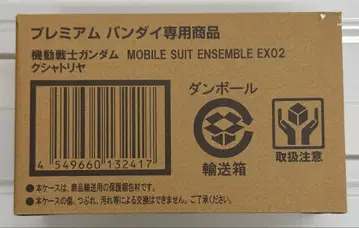 プレミアム バンダイ専用商品
機動戦士ガンダム MOBILE SUIT ENSEMBLE EX02
クシャトリヤ
ダンボール
輸送箱
取扱注意
4 549660 132417
●本ケースは、商品輸送用の保護梱包材です。
●本ケースの傷、つぶれ、汚れ等による交換はできません。ご了承ください。